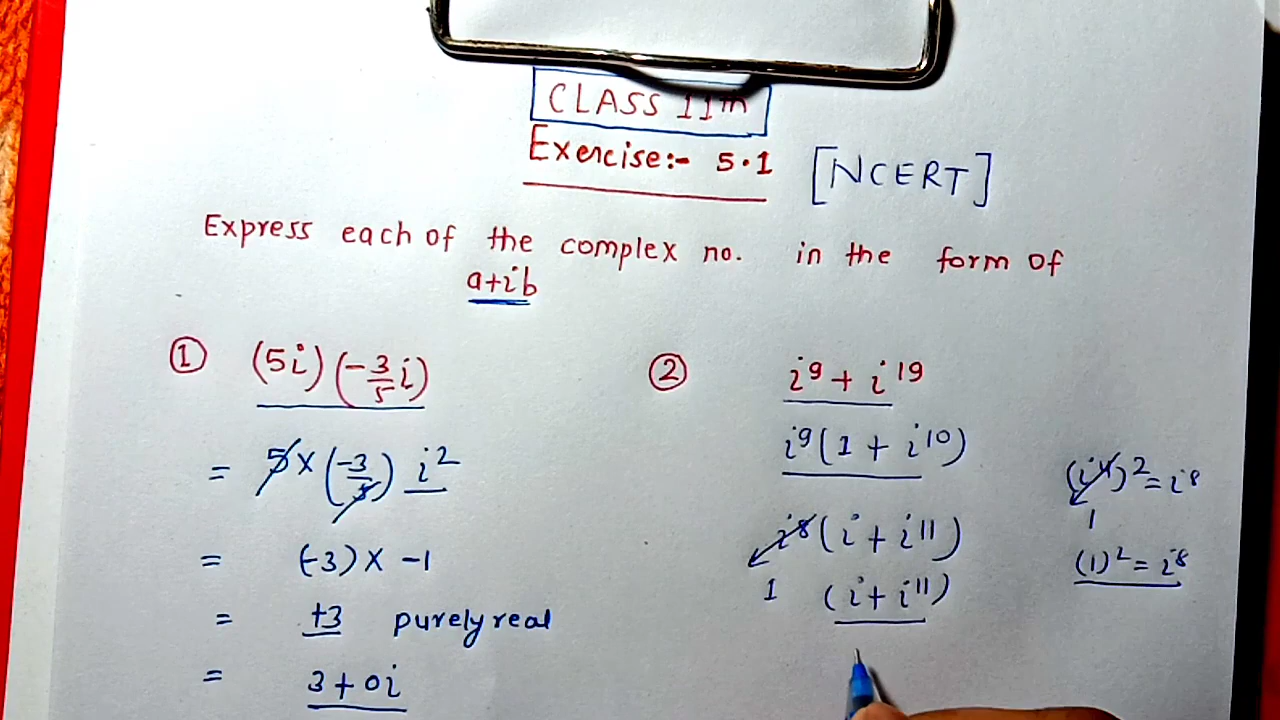 CLASS 11th
Exercise:- 5.1 [NCERT]
Express each of the complex no. in the form of
a+ib
① (5i)(-3/5 i)
= 5×(-3/5) i²
= (-3)× -1
= +3 purely real
= 3+0i
② i⁹+i¹⁹
i⁹(1+i¹⁰)
i⁸(i+i¹¹)
1 (i+i¹¹)
(i⁴)²=i⁸
1
(1)²=i⁸